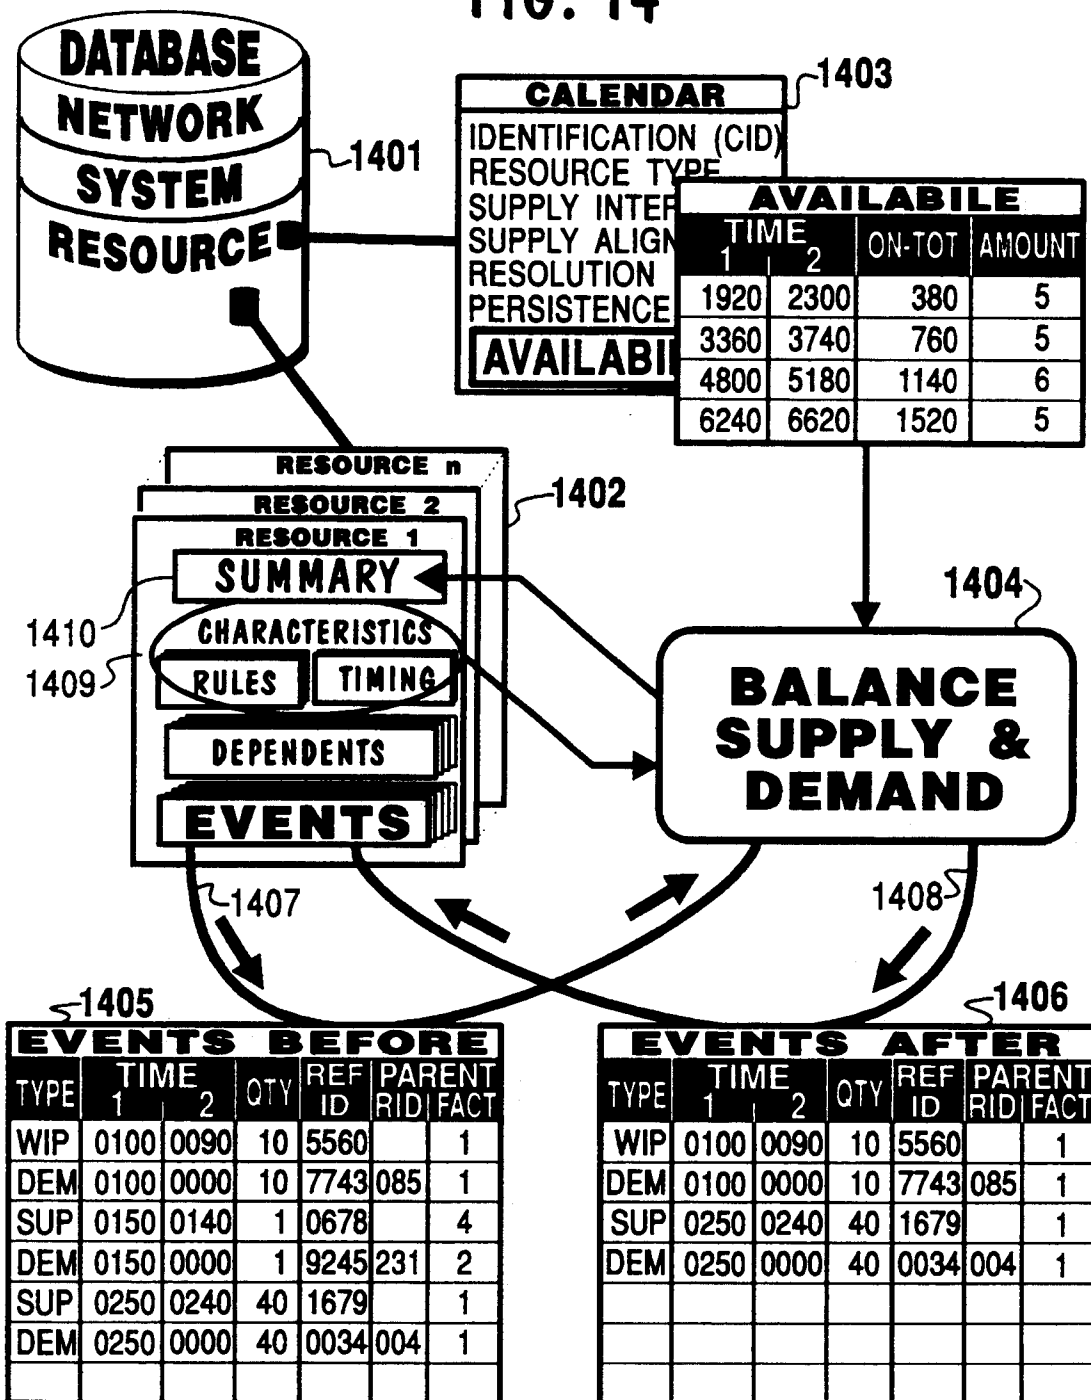 FIG. 14
DATABASE
NETWORK
SYSTEM
RESOURCE
1401
1403
CALENDAR
IDENTIFICATION (CID)
RESOURCE TYPE
SUPPLY INTER
SUPPLY ALIGN
RESOLUTION
PERSISTENCE
AVAILABI
AVAILABILE
TIME ON-TOT AMOUNT
1 2
1920 2300 380 5
3360 3740 760 5
4800 5180 1140 6
6240 6620 1520 5
RESOURCE n
RESOURCE 2
RESOURCE 1
1402
SUMMARY
1410
CHARACTERISTICS
1409
RULES TIMING
DEPENDENTS
EVENTS
1404
BALANCE
SUPPLY &
DEMAND
1407
1408
1405
EVENTS BEFORE
TYPE TIME QTY REF PARENT
1 2 ID RID FACT
WIP 0100 0090 10 5560 1
DEM 0100 0000 10 7743 085 1
SUP 0150 0140 1 0678 4
DEM 0150 0000 1 9245 231 2
SUP 0250 0240 40 1679 1
DEM 0250 0000 40 0034 004 1
1406
EVENTS AFTER
TYPE TIME QTY REF PARENT
1 2 ID RID FACT
WIP 0100 0090 10 5560 1
DEM 0100 0000 10 7743 085 1
SUP 0250 0240 40 1679 1
DEM 0250 0000 40 0034 004 1